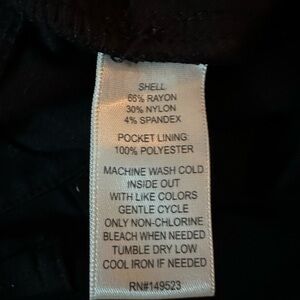 SHELL
66% RAYON
30% NYLON
4% SPANDEX
POCKET LINING:
100% POLYESTER
MACHINE WASH COLD
INSIDE OUT
WITH LIKE COLORS
GENTLE CYCLE
ONLY NON-CHLORINE
BLEACH WHEN NEEDED
TUMBLE DRY LOW
COOL IRON IF NEEDED
RN#149523